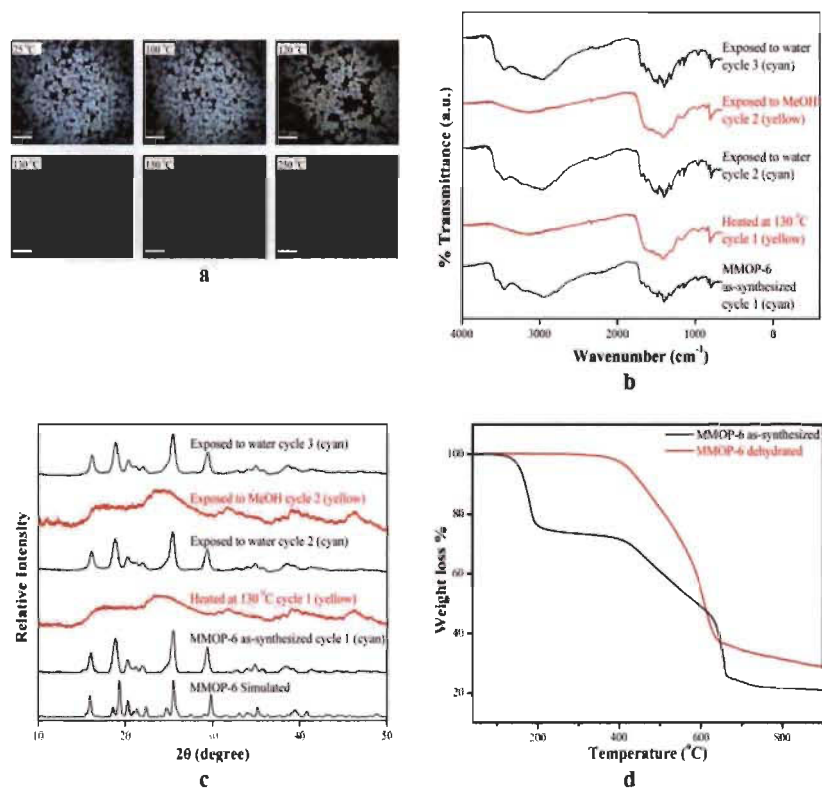 25 °C
100 °C
120 °C
130 °C
150 °C
250 °C
a
% Transmittance (a.u.)
Exposed to water
cycle 3 (cyan)
Exposed to MeOH
cycle 2 (yellow)
Exposed to water
cycle 2 (cyan)
Heated at 130 °C
cycle 1 (yellow)
MMOP-6
as-synthesized
cycle 1 (cyan)
4000 3000 2000 1000 0
Wavenumber (cm⁻¹)
b
Relative Intensity
Exposed to water cycle 3 (cyan)
Exposed to MeOH cycle 2 (yellow)
Exposed to water cycle 2 (cyan)
Heated at 130 °C cycle 1 (yellow)
MMOP-6 as-synthesized cycle 1 (cyan)
MMOP-6 Simulated
10 20 30 40 50
2θ (degree)
c
Weight loss %
MMOP-6 as-synthesized
MMOP-6 dehydrated
100
80
60
40
20
200 400 600 800
Temperature (°C)
d